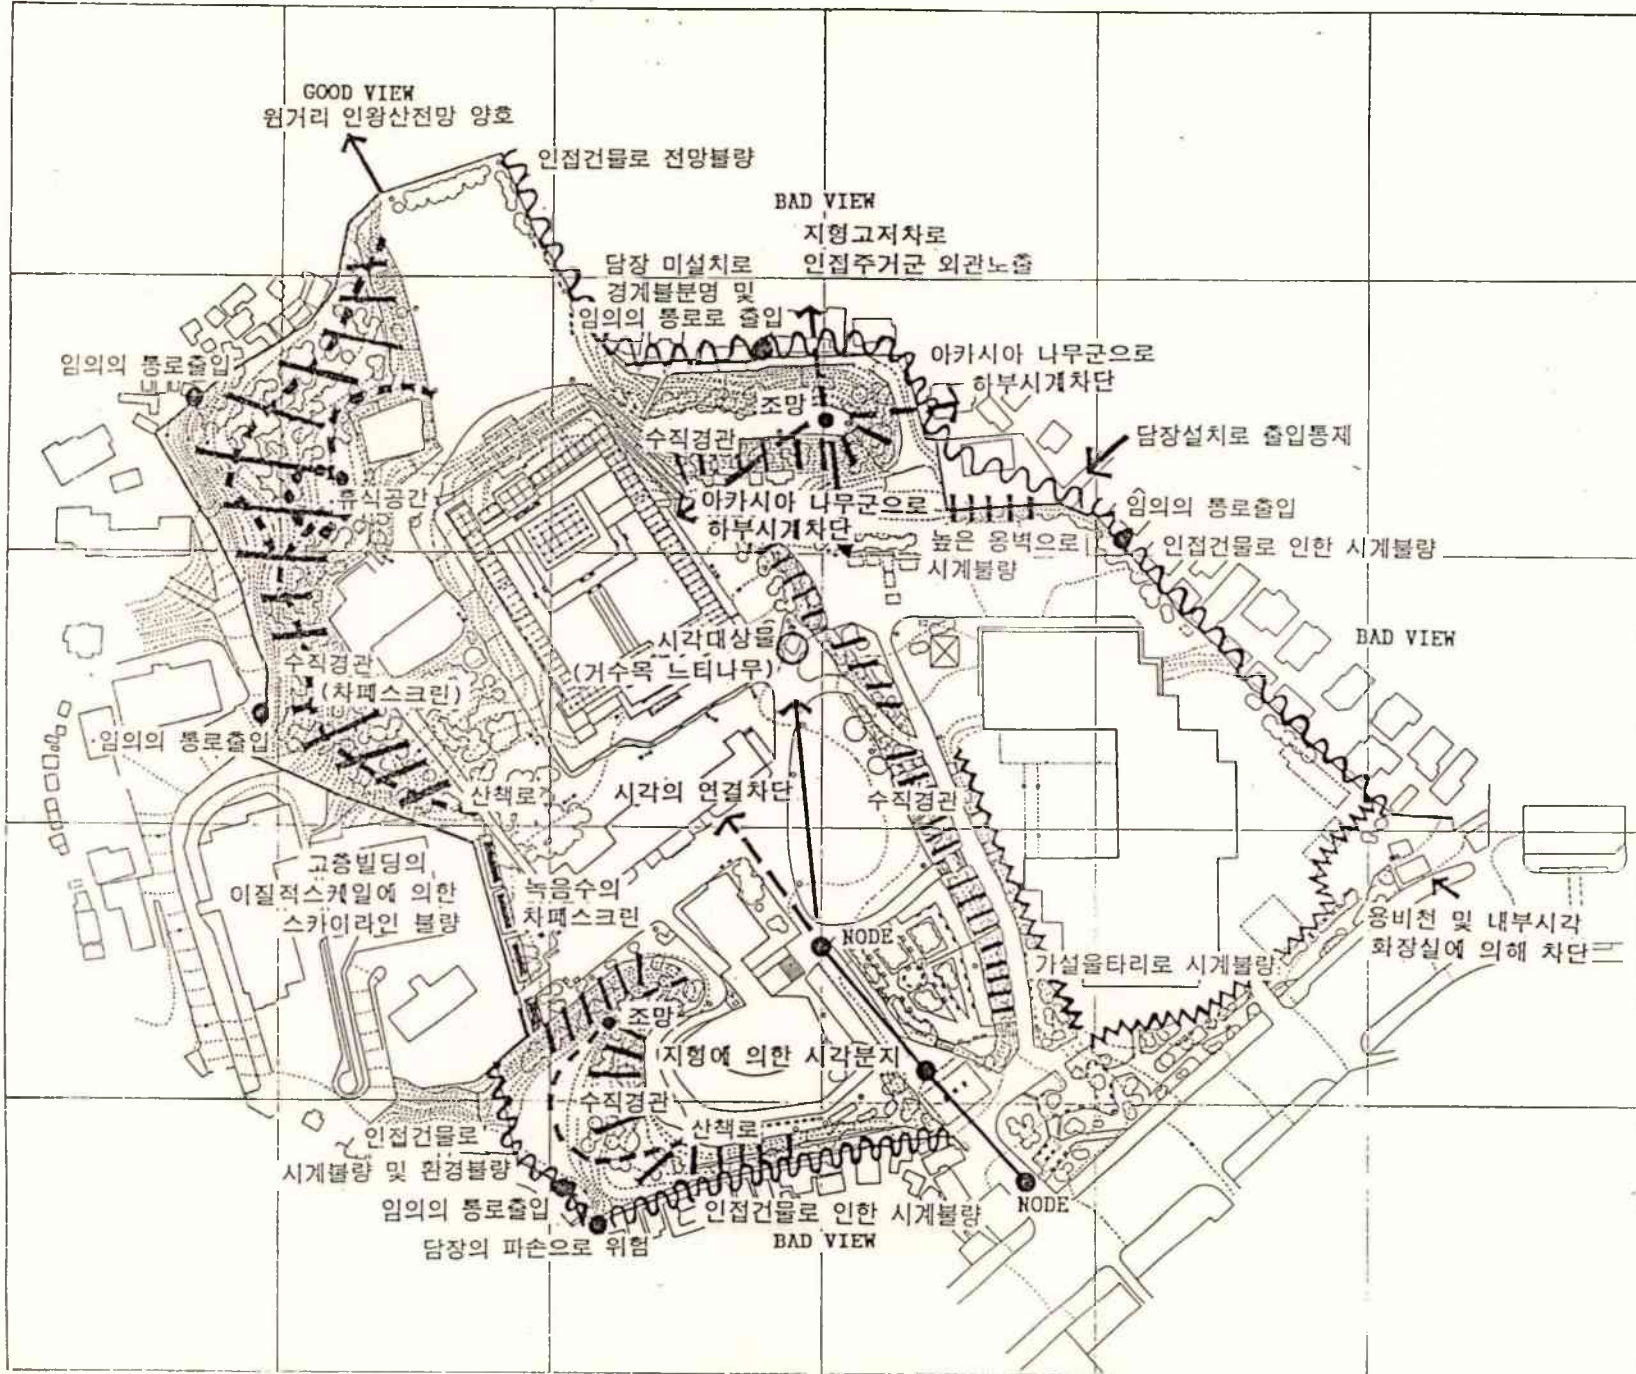 GOOD VIEW
원거리 인왕산전망 양호
인접건물로 전망불량
BAD VIEW
지형고저차로
인접주거군 외관노출
담장 미설치로
경계불분명 및
임의의 통로로 출입
임의의 통로출입
아카시아 나무군으로
하부시계차단
조망
수직경관
담장설치로 출입통제
휴식공간
아카시아 나무군으로
하부시계차단
임의의 통로출입
높은 옹벽으로
시계불량
인접건물로 인한 시계불량
BAD VIEW
시각대상물
(거수목 느티나무)
수직경관
(차폐스크린)
임의의 통로출입
산책로
시각의 연결차단
수직경관
고층빌딩의
이질적스케일에 의한
스카이라인 불량
녹음수의
차폐스크린
NODE
용비천 및 내부시각
화장실에 의해 차단
가설울타리로 시계불량
조망
지형에 의한 시각분지
수직경관
산책로
인접건물로
시계불량 및 환경불량
임의의 통로출입
담장의 파손으로 위험
인접건물로 인한 시계불량
BAD VIEW
NODE